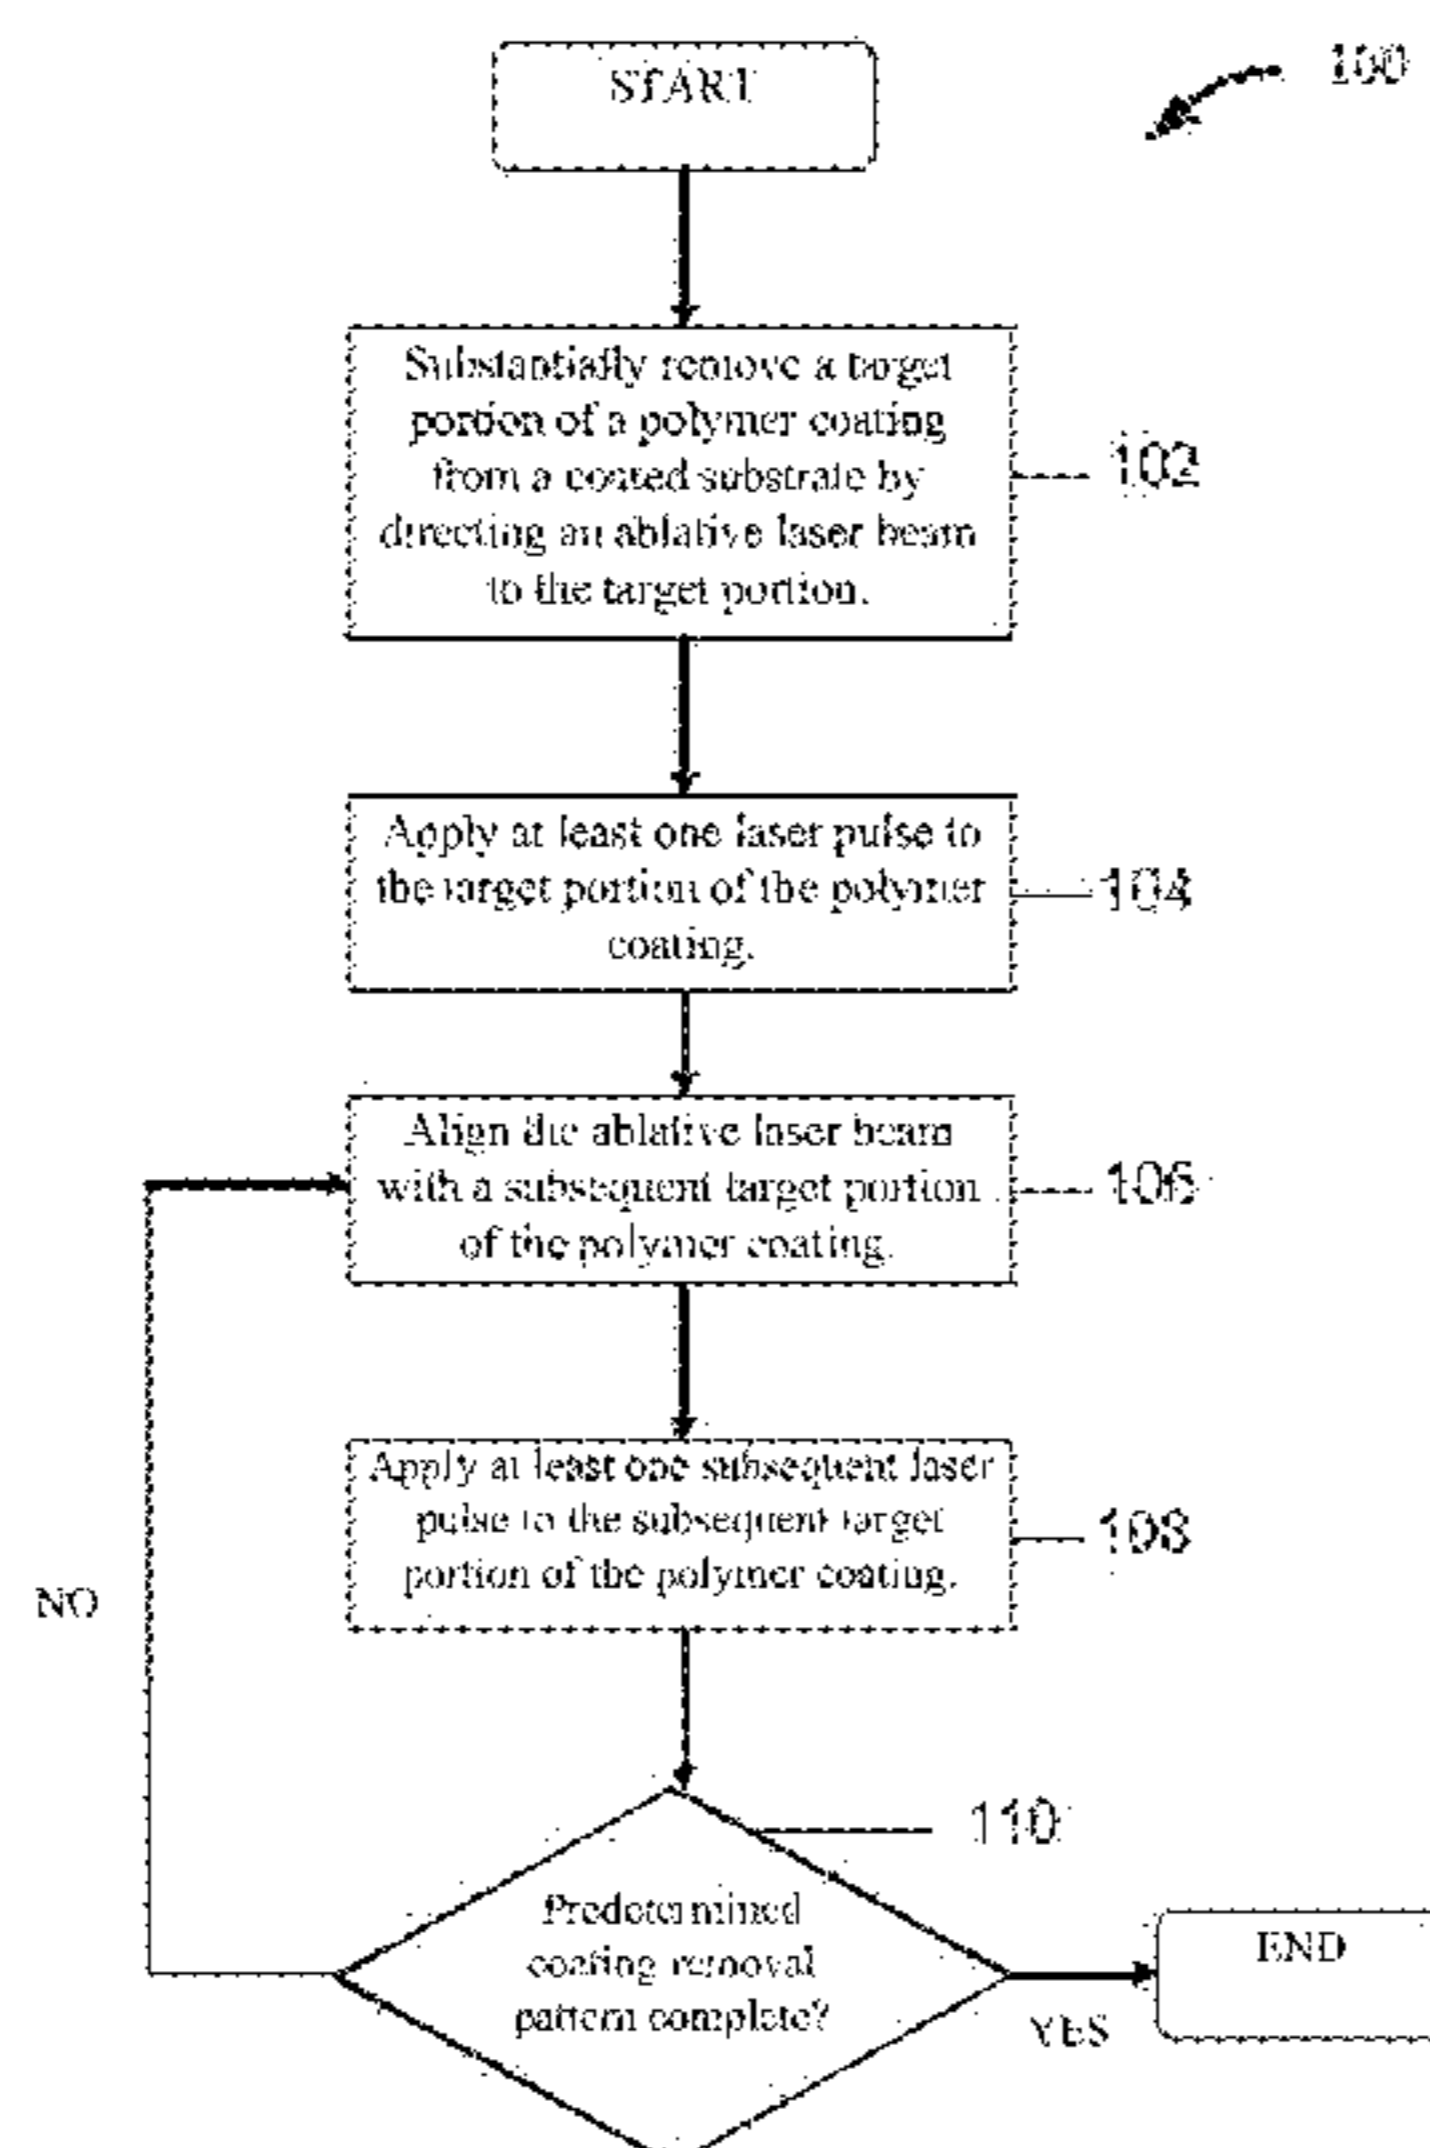 START
100
Substantially remove a target
portion of a polymer coating
from a coated substrate by
directing an ablative laser beam
to the target portion.
102
Apply at least one laser pulse to
the target portion of the polymer
coating.
104
Align the ablative laser beam
with a subsequent target portion
of the polymer coating.
106
Apply at least one subsequent laser
pulse to the subsequent target
portion of the polymer coating.
108
NO
110
Predetermined
coating removal
pattern complete?
YES
END